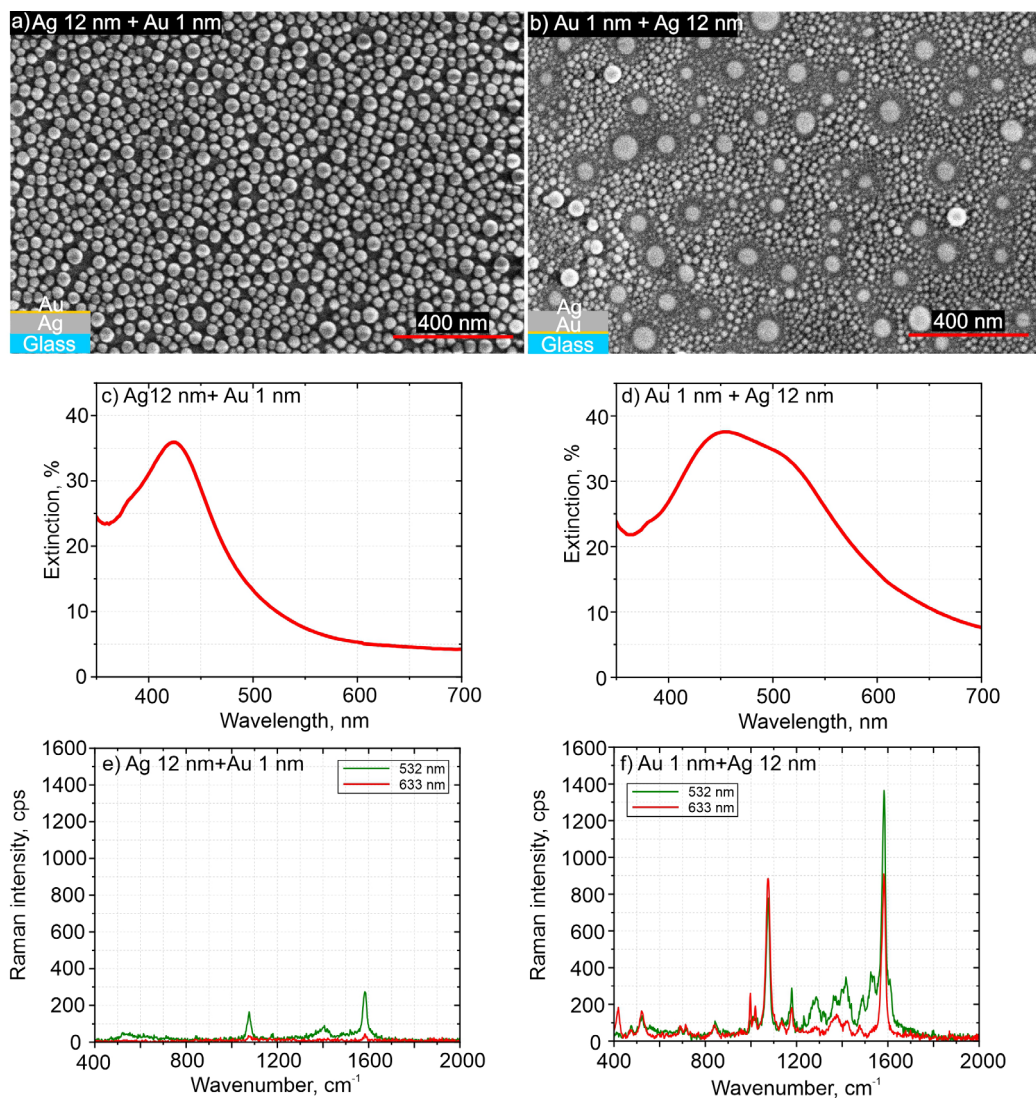 a) Ag 12 nm + Au 1 nm
Au
Ag
Glass
400 nm
b) Au 1 nm + Ag 12 nm
Ag
Au
Glass
400 nm
c) Ag 12 nm+ Au 1 nm
40
30
20
10
0
Extinction, %
400 500 600 700
Wavelength, nm
d) Au 1 nm + Ag 12 nm
40
30
20
10
0
Extinction, %
400 500 600 700
Wavelength, nm
e) Ag 12 nm+Au 1 nm
532 nm
633 nm
1600
1400
1200
1000
800
600
400
200
0
Raman intensity, cps
400 800 1200 1600 2000
Wavenumber, cm⁻¹
f) Au 1 nm+Ag 12 nm
532 nm
633 nm
1600
1400
1200
1000
800
600
400
200
0
Raman intensity, cps
400 800 1200 1600 2000
Wavenumber, cm⁻¹